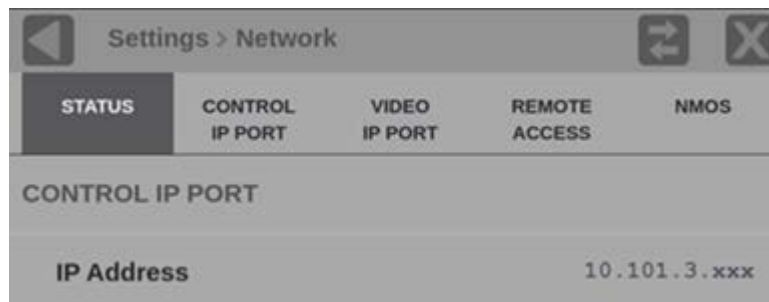 Settings > Network
STATUS
CONTROL IP PORT
VIDEO IP PORT
REMOTE ACCESS
NMOS
CONTROL IP PORT
IP Address 10.101.3.xxx